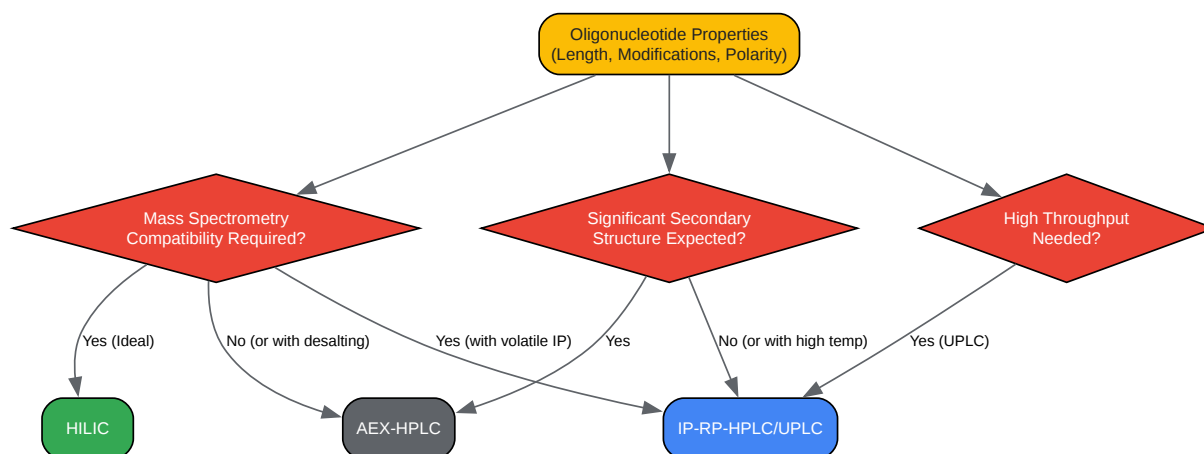 Oligonucleotide Properties
(Length, Modifications, Polarity)
Mass Spectrometry
Compatibility Required?
Significant Secondary
Structure Expected?
High Throughput
Needed?
Yes (Ideal)
No (or with desalting)
Yes (with volatile IP)
Yes
No (or with high temp)
Yes (UPLC)
HILIC
AEX-HPLC
IP-RP-HPLC/UPLC